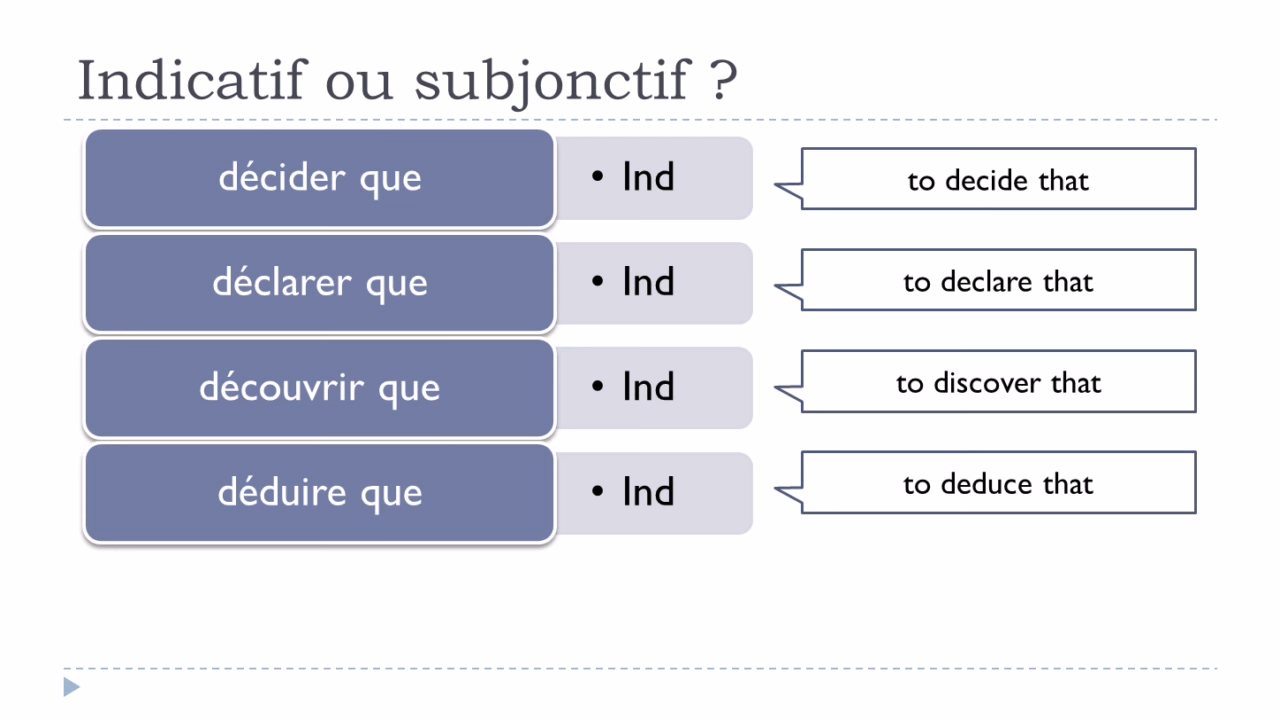 Indicatif ou subjonctif ?
décider que
• Ind
to decide that
déclarer que
• Ind
to declare that
découvrir que
• Ind
to discover that
déduire que
• Ind
to deduce that